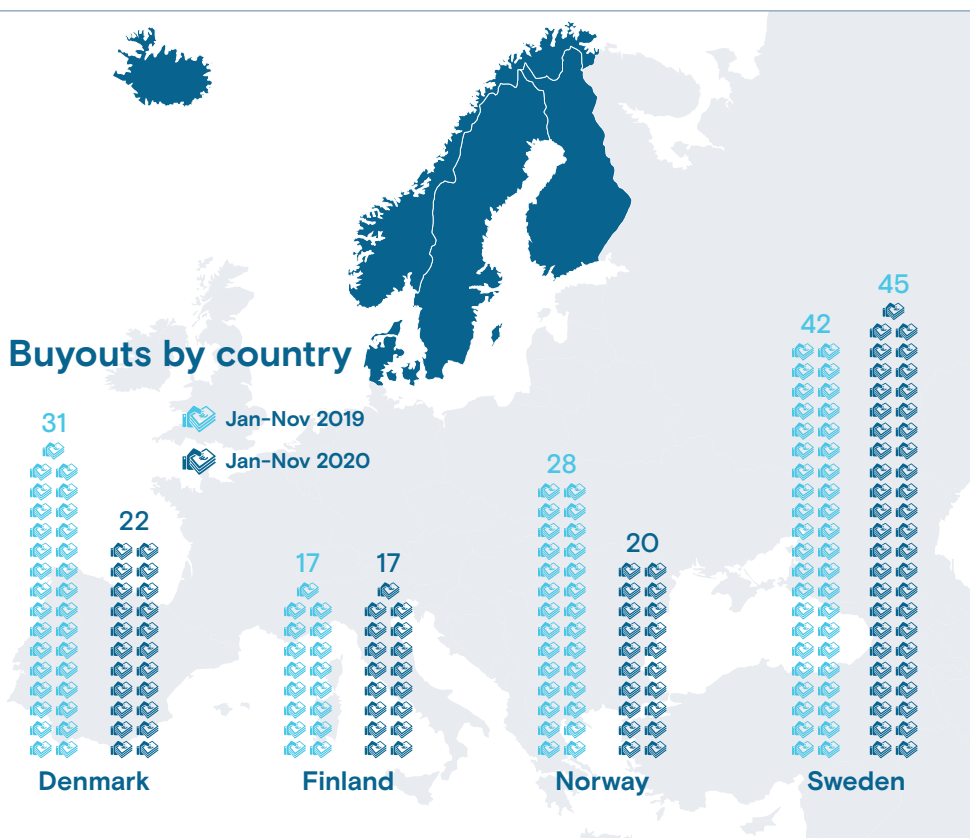 Buyouts by country
Jan-Nov 2019
Jan-Nov 2020
31
22
17
17
28
20
42
45
Denmark
Finland
Norway
Sweden